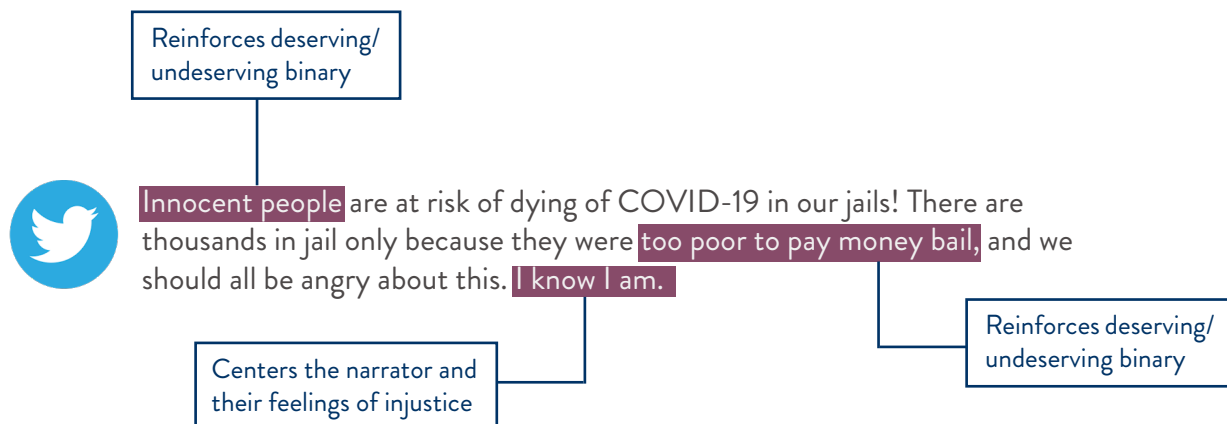 Reinforces deserving/
undeserving binary
Innocent people are at risk of dying of COVID-19 in our jails! There are
thousands in jail only because they were too poor to pay money bail, and we
should all be angry about this. I know I am.
Reinforces deserving/
undeserving binary
Centers the narrator and
their feelings of injustice